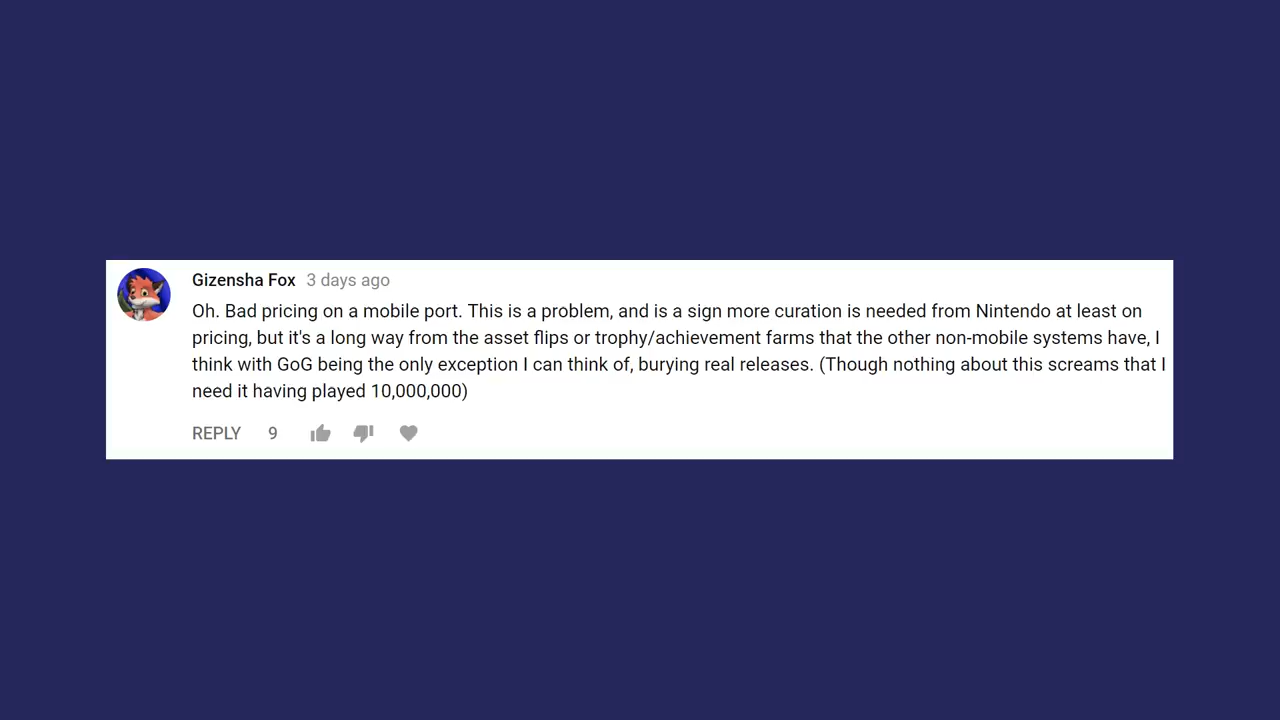 Gizensha Fox 3 days ago
Oh. Bad pricing on a mobile port. This is a problem, and is a sign more curation is needed from Nintendo at least on
pricing, but it's a long way from the asset flips or trophy/achievement farms that the other non-mobile systems have, I
think with GoG being the only exception I can think of, burying real releases. (Though nothing about this screams that I
need it having played 10,000,000)
REPLY 9